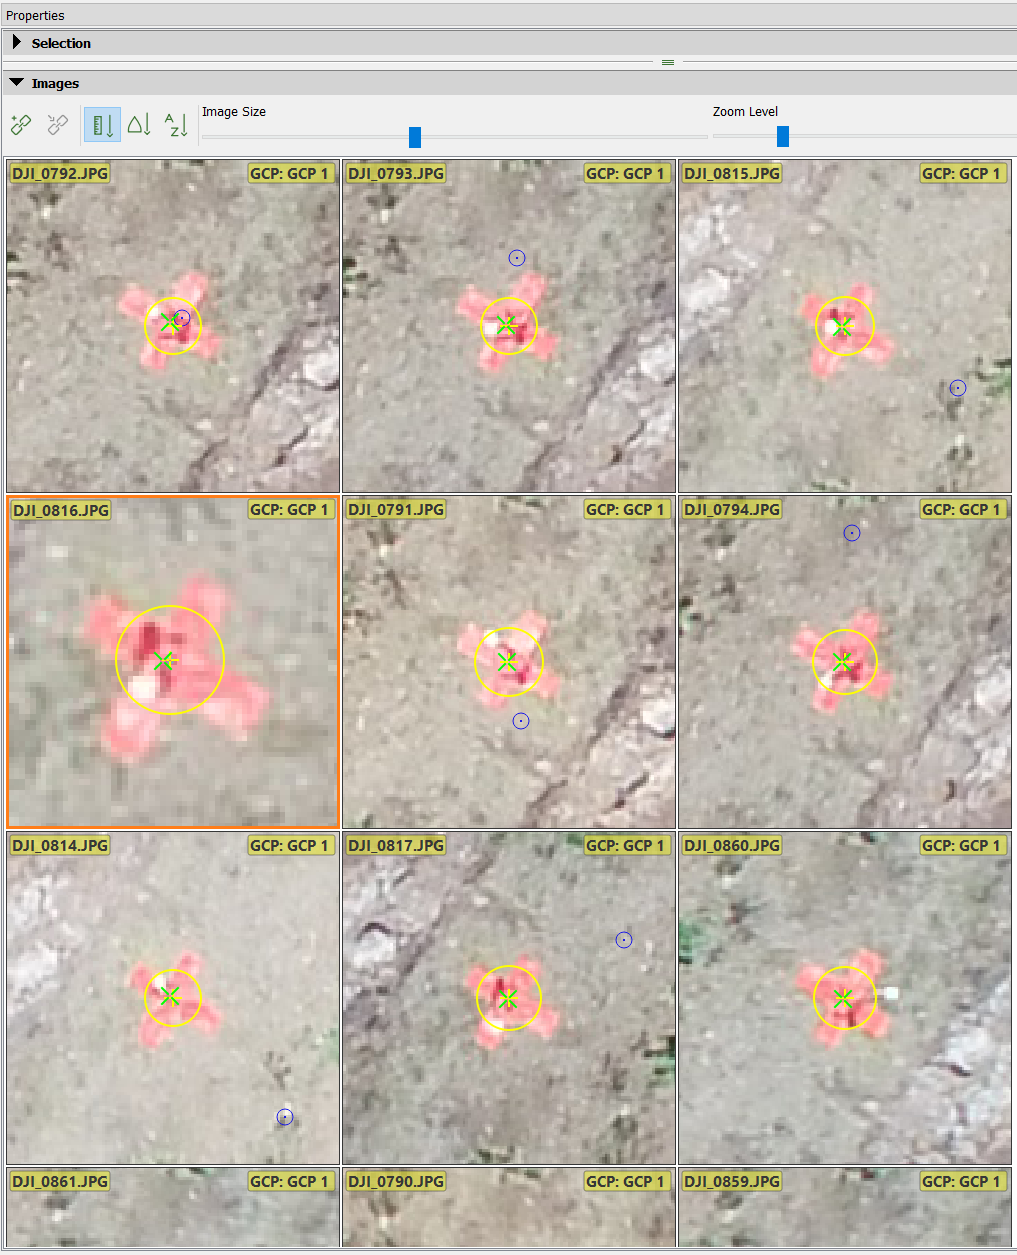 Properties
Selection
Images
Image Size
Zoom Level
DJI_0792.JPG GCP: GCP 1
DJI_0793.JPG GCP: GCP 1
DJI_0815.JPG GCP: GCP 1
DJI_0816.JPG GCP: GCP 1
DJI_0791.JPG GCP: GCP 1
DJI_0794.JPG GCP: GCP 1
DJI_0814.JPG GCP: GCP 1
DJI_0817.JPG GCP: GCP 1
DJI_0860.JPG GCP: GCP 1
DJI_0861.JPG GCP: GCP 1
DJI_0790.JPG GCP: GCP 1
DJI_0859.JPG GCP: GCP 1